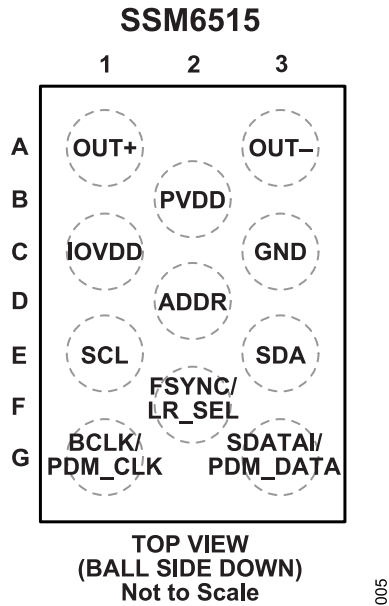 SSM6515
1 2 3
A OUT+ OUT–
B PVDD
C IOVDD GND
D ADDR
E SCL SDA
FSYNC/
F LR_SEL
BCLK/ SDATAI/
G PDM_CLK PDM_DATA
TOP VIEW
(BALL SIDE DOWN)
Not to Scale
005